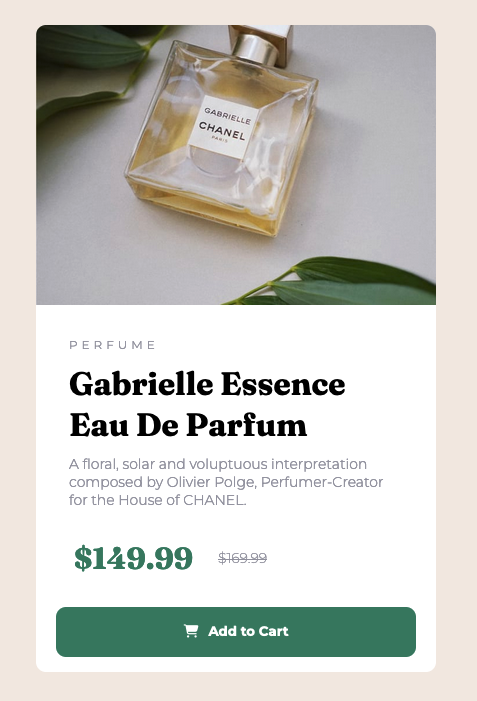 GABRIELLE
CHANEL
PARIS
PERFUME
Gabrielle Essence
Eau De Parfum
A floral, solar and voluptuous interpretation
composed by Olivier Polge, Perfumer-Creator
for the House of CHANEL.
$149.99 $169.99
Add to Cart